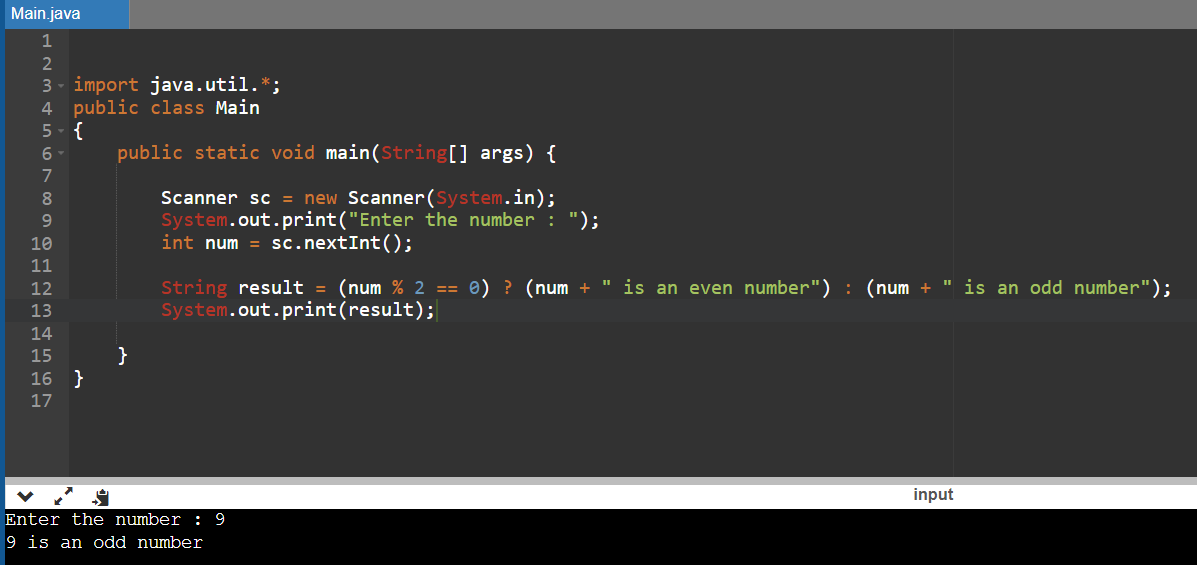 Main.java
1
2
3 import java.util.*;
4 public class Main
5 {
6     public static void main(String[] args) {
7
8         Scanner sc = new Scanner(System.in);
9         System.out.print("Enter the number : ");
10         int num = sc.nextInt();
11
12         String result = (num % 2 == 0) ? (num + " is an even number") : (num + " is an odd number");
13         System.out.print(result);
14
15     }
16 }
17
input
Enter the number : 9
9 is an odd number